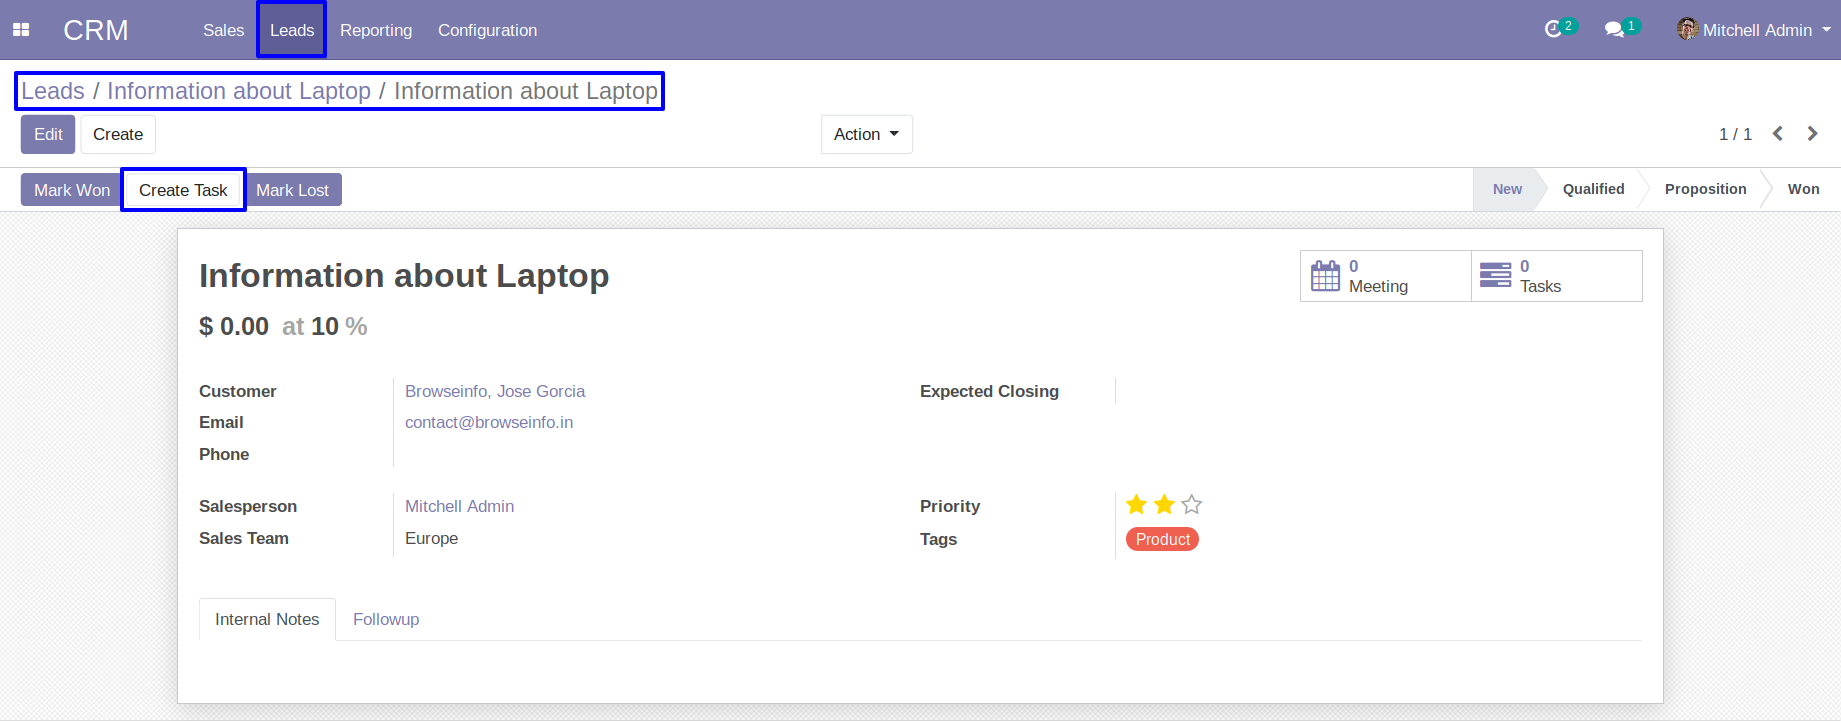 CRM Sales Leads Reporting Configuration 2 1 Mitchell Admin
Leads / Information about Laptop / Information about Laptop
Edit Create Action 1 / 1
Mark Won Create Task Mark Lost New Qualified Proposition Won
Information about Laptop
0 Meeting
0 Tasks
$ 0.00 at 10 %
Customer Browseinfo, Jose Gorcia Expected Closing
Email contact@browseinfo.in
Phone
Salesperson Mitchell Admin Priority
Sales Team Europe Tags Product
Internal Notes Followup